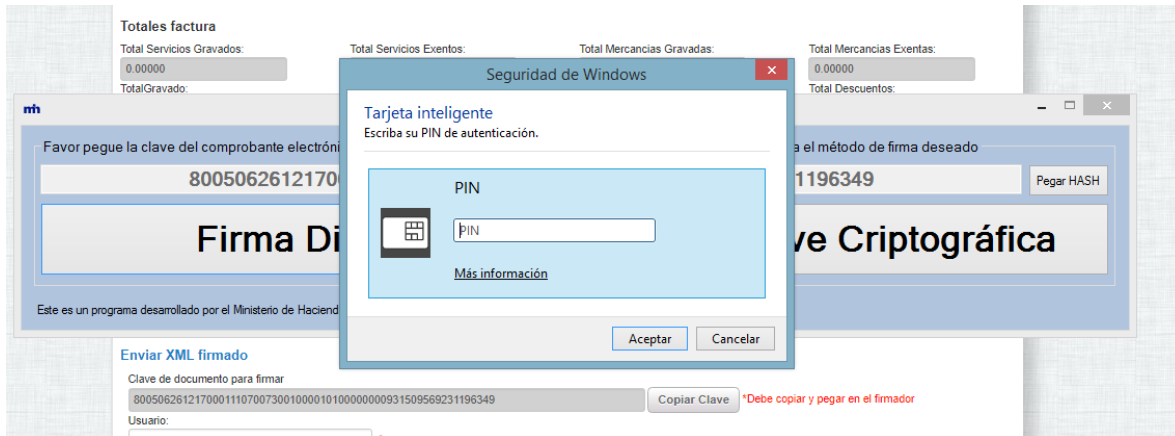 Totales factura
Total Servicios Gravados: Total Servicios Exentos: Total Mercancias Gravadas: Total Mercancias Exentas:
0.00000 0.00000
TotalGravado: Total Descuentos:
Seguridad de Windows
mh
Tarjeta inteligente
Escriba su PIN de autenticación.
Favor pegue la clave del comprobante electróni a el método de firma deseado
8005062612170 1196349 Pegar HASH
PIN
PIN
Firma Di ve Criptográfica
Más información
Este es un programa desarrollado por el Ministerio de Haciend
Aceptar Cancelar
Enviar XML firmado
Clave de documento para firmar
Copiar Clave *Debe copiar y pegar en el firmador
Usuario: